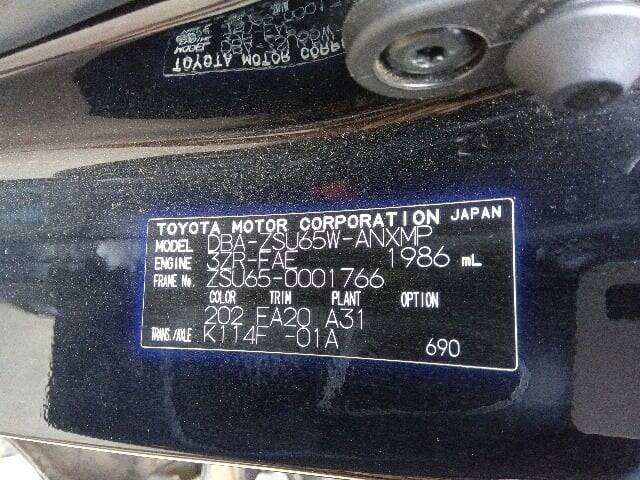 TOYOTA MOTOR CORPORATION JAPAN
MODEL DBA-ZSU65W-ANXMP
ENGINE 3ZR-FAE 1986 mL
FRAME No. ZSU65-0001766
COLOR TRIM PLANT OPTION
202 FA20 A31
TRANS./AXLE K114F -01A
690